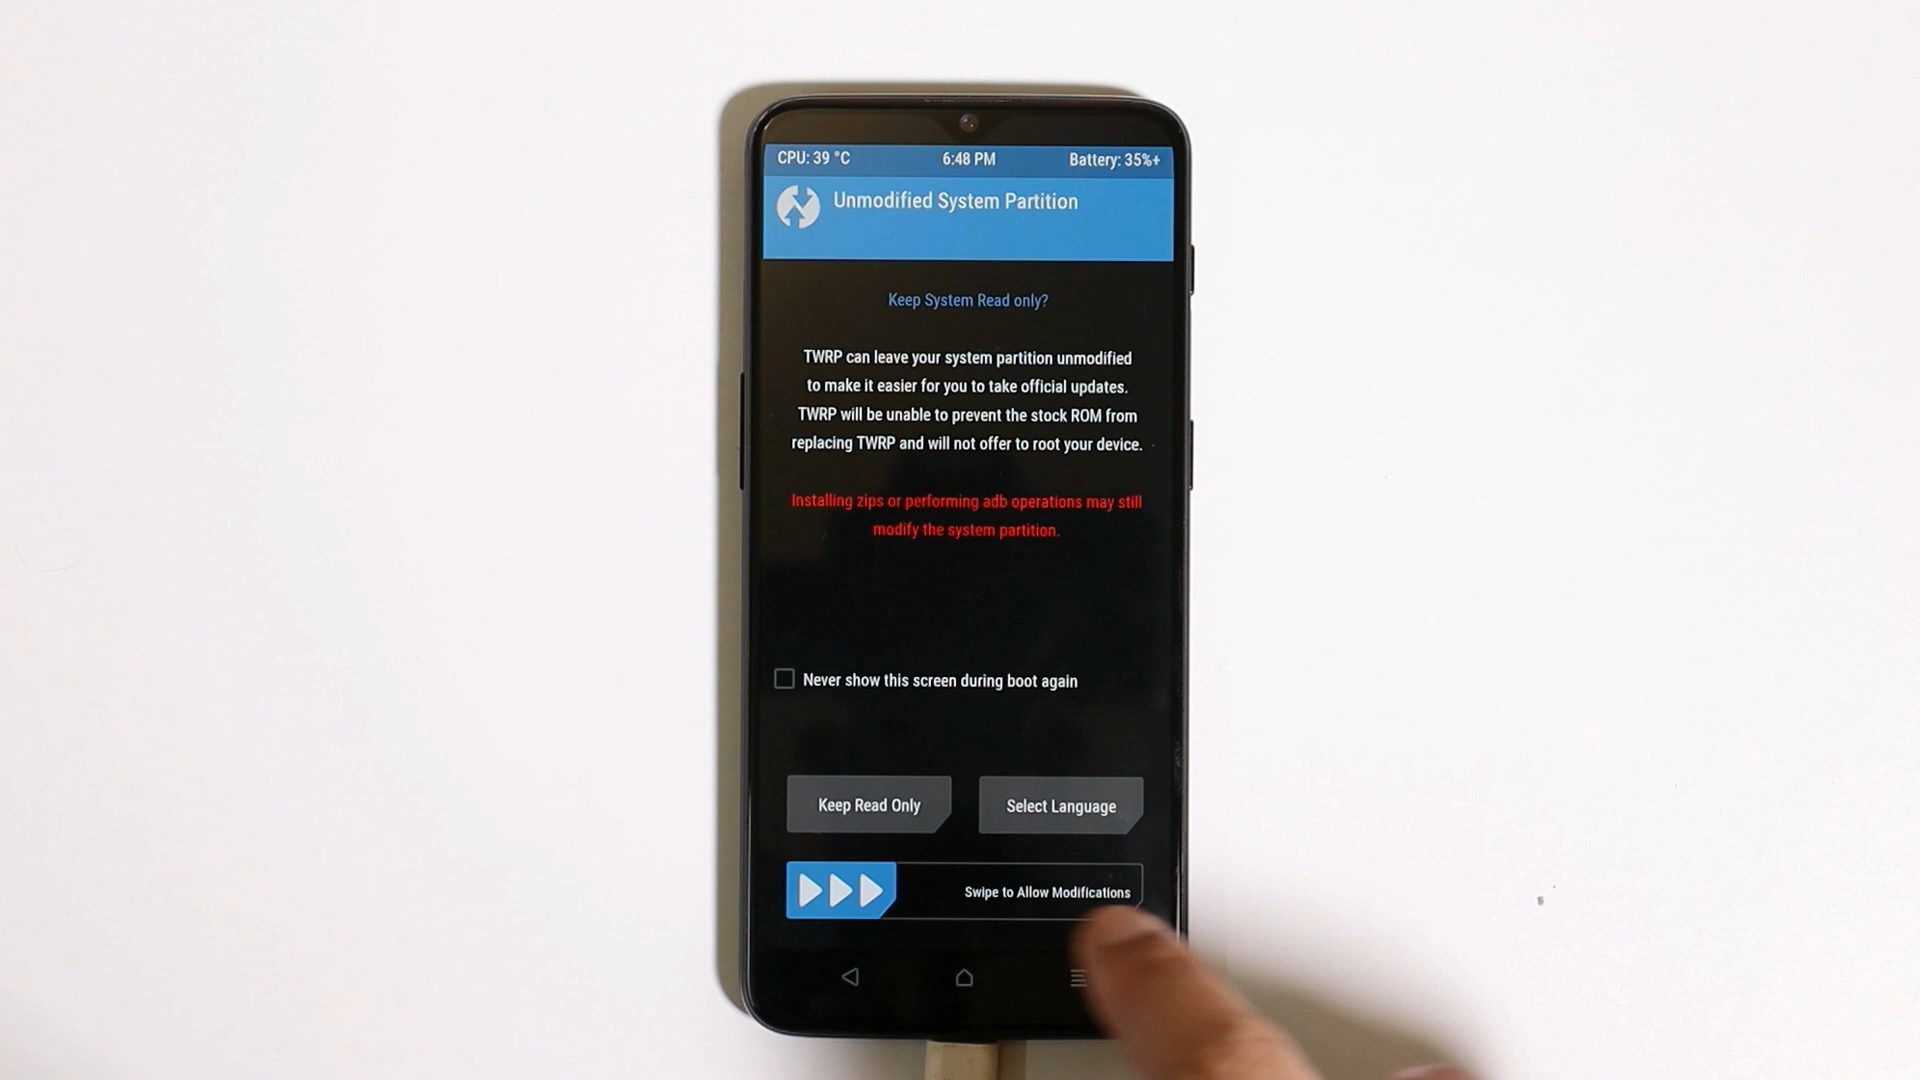 CPU: 39 °C 6:48 PM Battery: 35%+
Unmodified System Partition
Keep System Read only?
TWRP can leave your system partition unmodified
to make it easier for you to take official updates.
TWRP will be unable to prevent the stock ROM from
replacing TWRP and will not offer to root your device.
Installing zips or performing adb operations may still
modify the system partition.
Never show this screen during boot again
Keep Read Only Select Language
Swipe to Allow Modifications